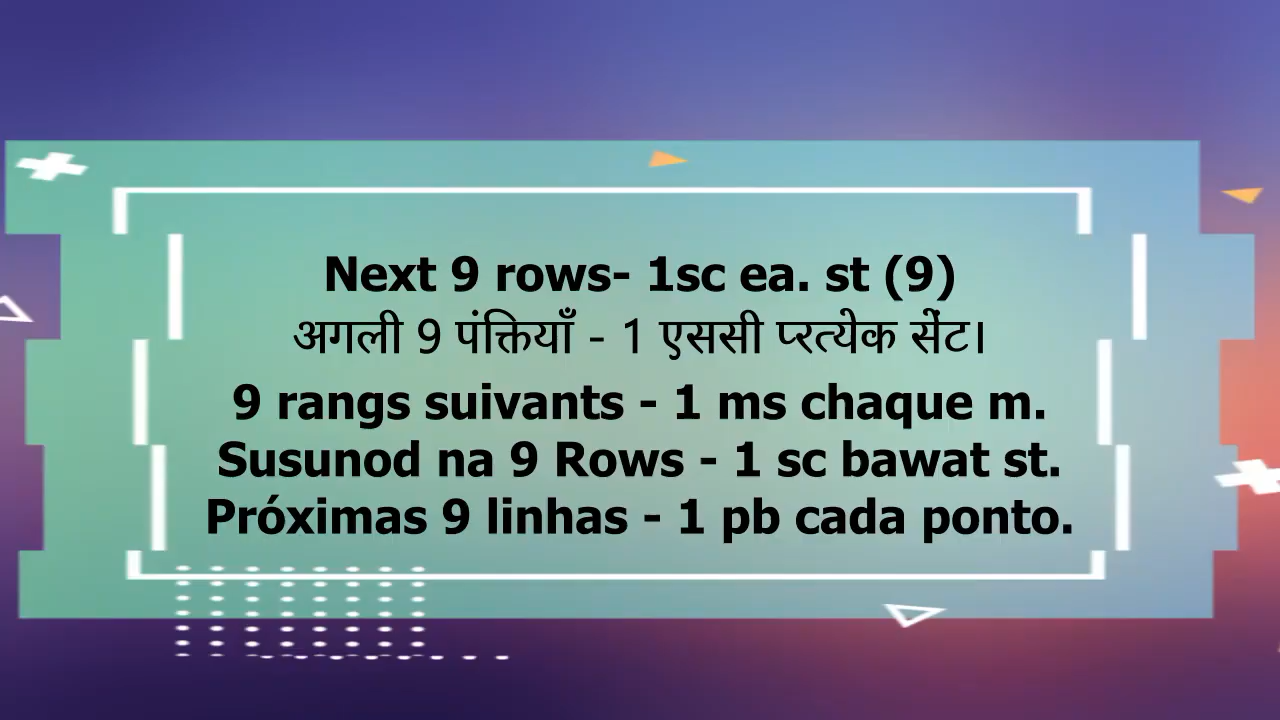 Next 9 rows- 1sc ea. st (9)
अगली 9 पंक्तियाँ - 1 एससी प्रत्येक सेंट।
9 rangs suivants - 1 ms chaque m.
Susunod na 9 Rows - 1 sc bawat st.
Próximas 9 linhas - 1 pb cada ponto.